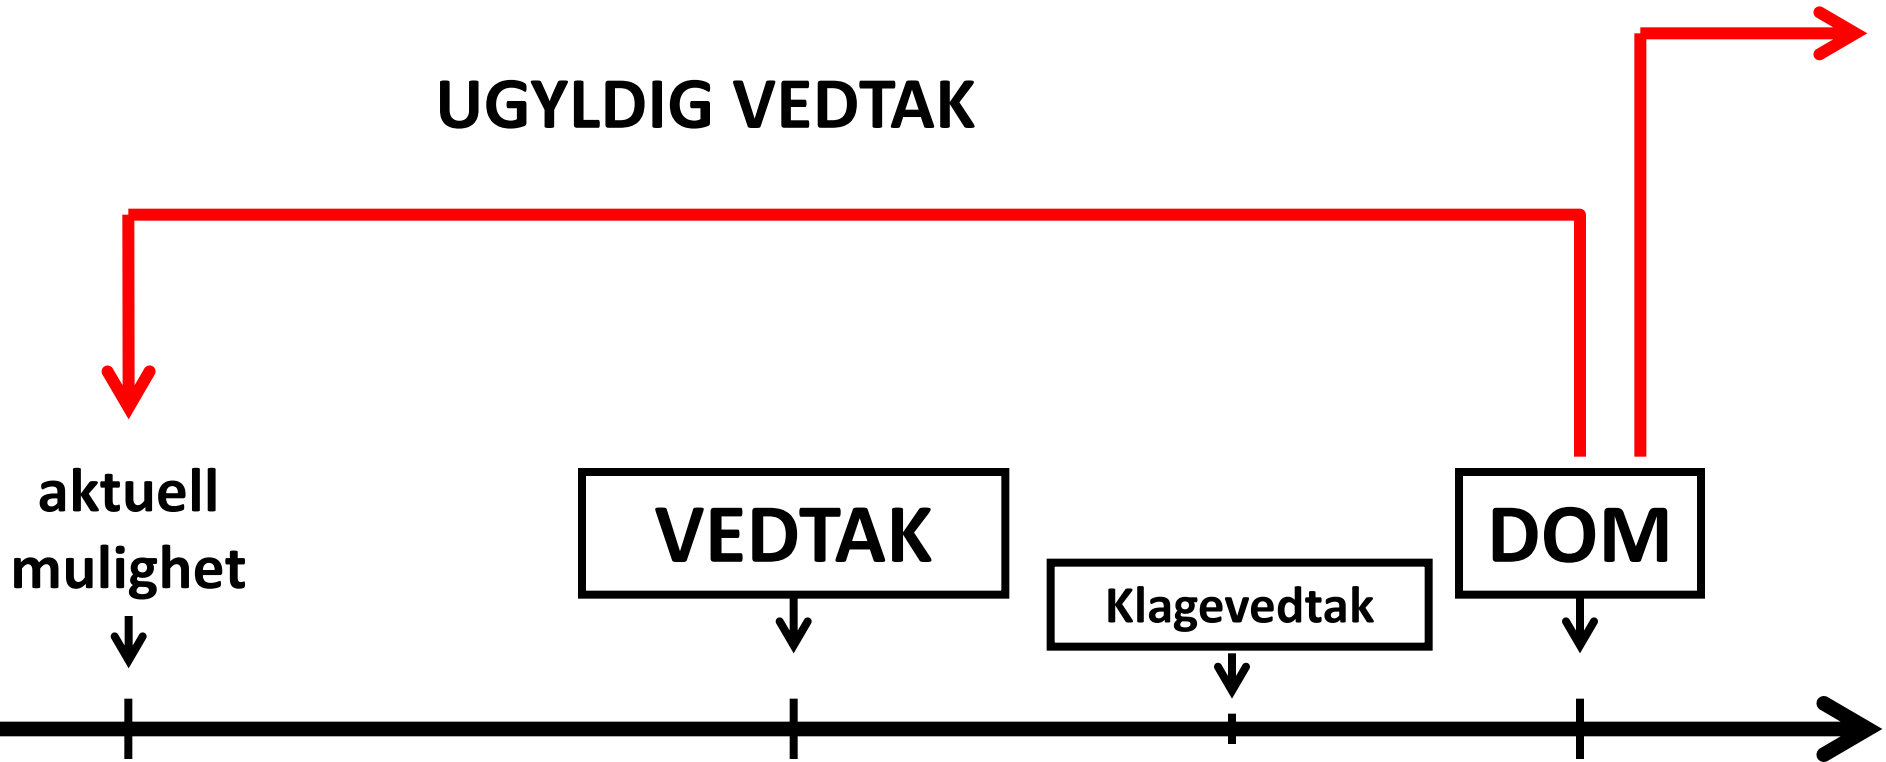 UGYLDIG VEDTAK
aktuell
mulighet
VEDTAK
Klagevedtak
DOM